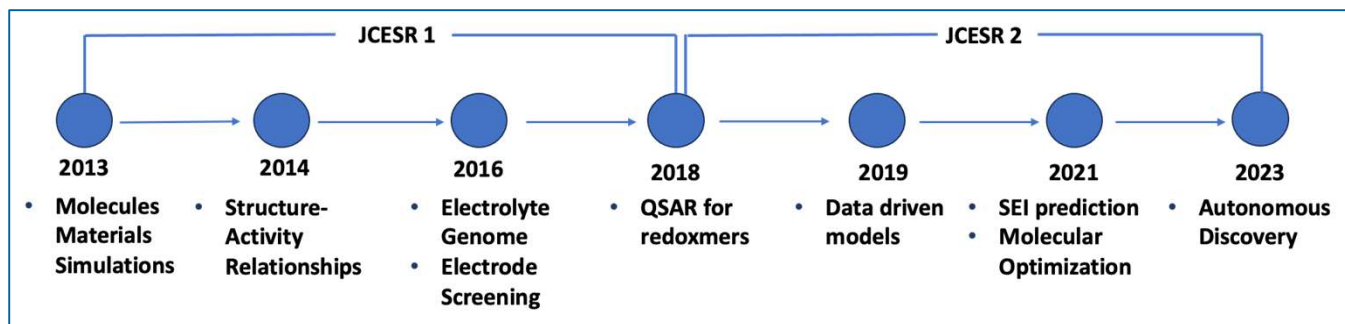 JCESR 1
JCESR 2
2013
• Molecules
Materials
Simulations
2014
• Structure-
Activity
Relationships
2016
• Electrolyte
Genome
• Electrode
Screening
2018
• QSAR for
redoxmers
2019
• Data driven
models
2021
• SEI prediction
• Molecular
Optimization
2023
• Autonomous
Discovery